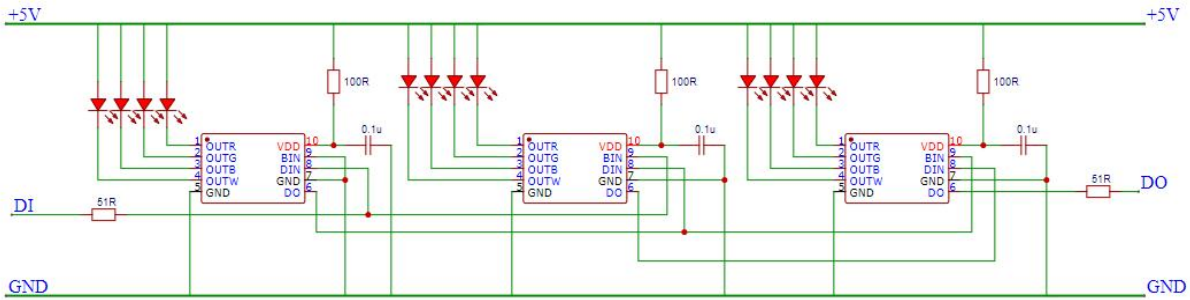 +5V +5V
100R 100R 100R
0.1u 0.1u 0.1u
1 OUTR VDD 10 1 OUTR VDD 10 1 OUTR VDD 10
2 OUTG BIN 9 2 OUTG BIN 9 2 OUTG BIN 9
3 OUTB DIN 8 3 OUTB DIN 8 3 OUTB DIN 8
4 OUTW GND 7 4 OUTW GND 7 4 OUTW GND 7
5 GND DO 6 5 GND DO 6 5 GND DO 6
51R DO
DI 51R
GND GND